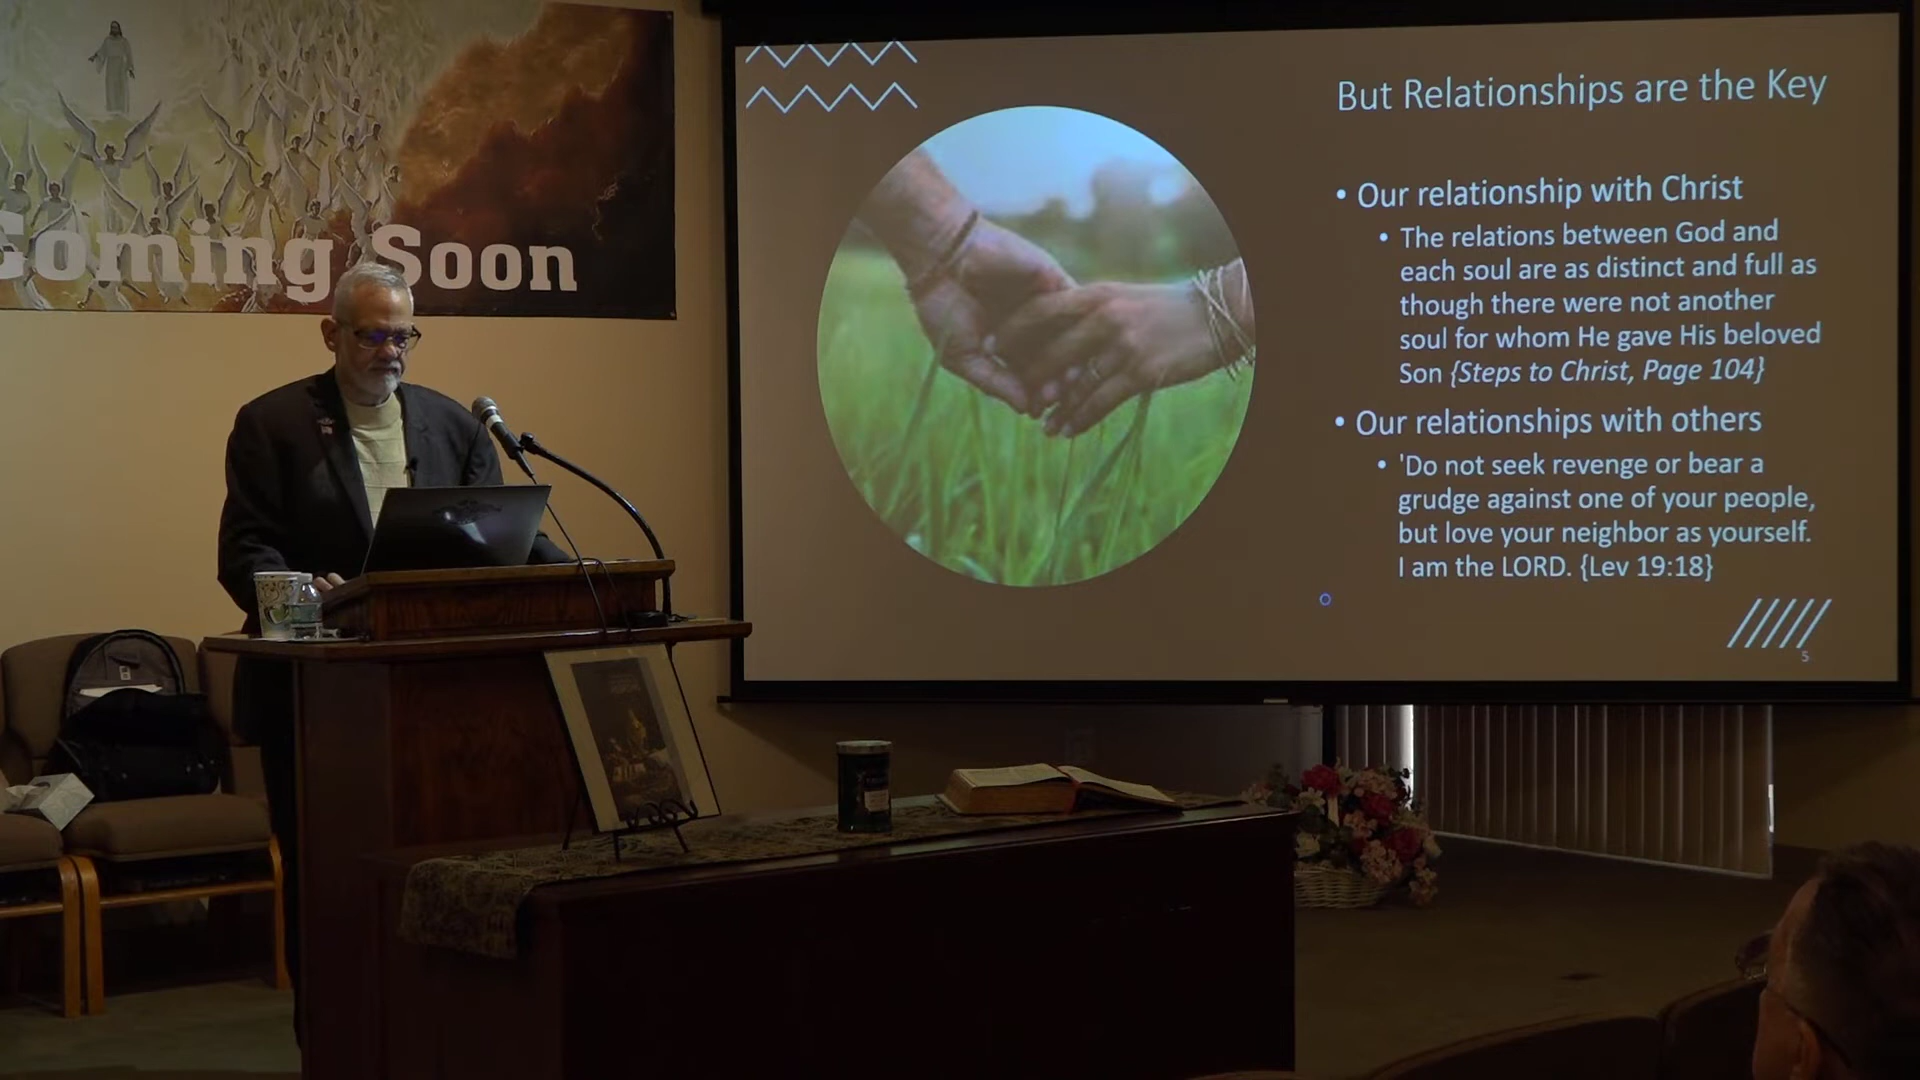 Coming Soon
But Relationships are the Key
• Our relationship with Christ
• The relations between God and
each soul are as distinct and full as
though there were not another
soul for whom He gave His beloved
Son {Steps to Christ, Page 104}
• Our relationships with others
• 'Do not seek revenge or bear a
grudge against one of your people,
but love your neighbor as yourself.
I am the LORD. {Lev 19:18}
5